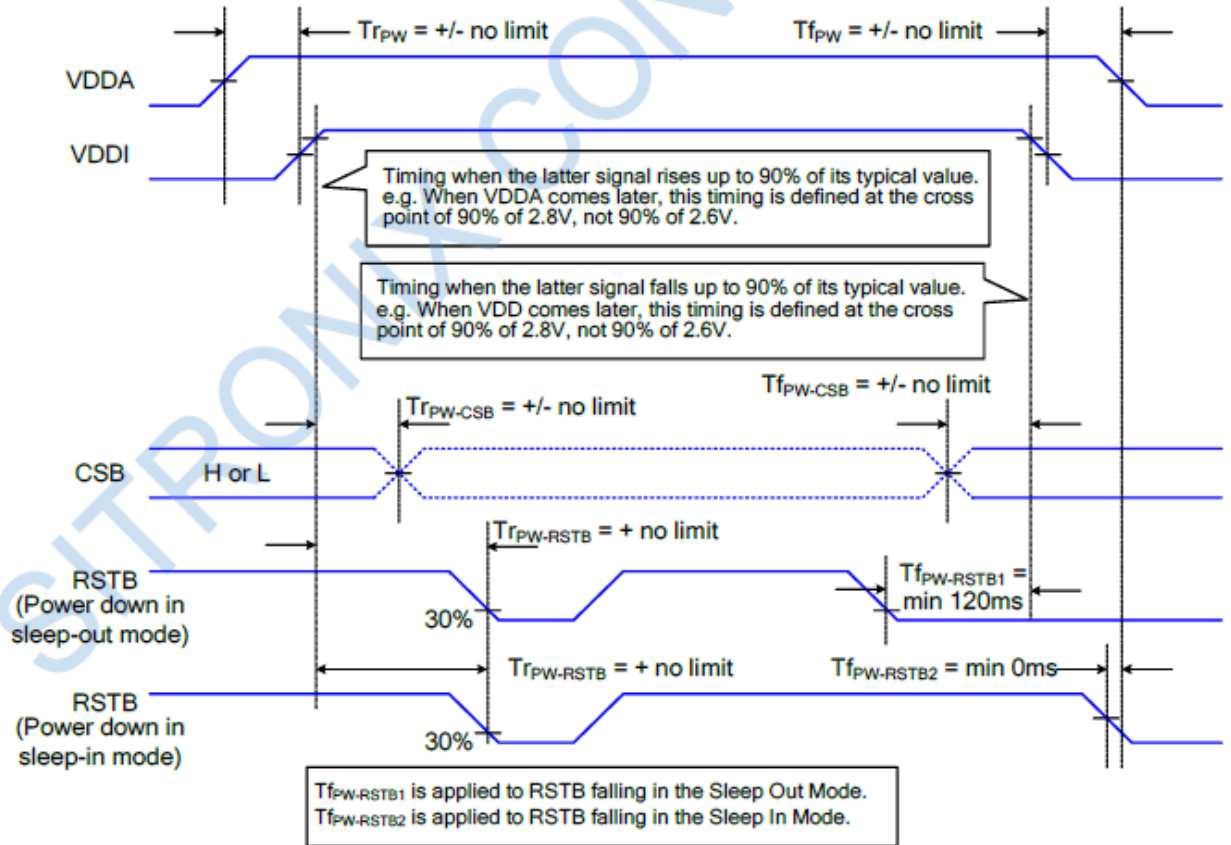 TrPW = +/- no limit
TfPW = +/- no limit
VDDA
VDDI
Timing when the latter signal rises up to 90% of its typical value.
e.g. When VDDA comes later, this timing is defined at the cross
point of 90% of 2.8V, not 90% of 2.6V.
Timing when the latter signal falls up to 90% of its typical value.
e.g. When VDD comes later, this timing is defined at the cross
point of 90% of 2.8V, not 90% of 2.6V.
TfPW-CSB = +/- no limit
TrPW-CSB = +/- no limit
CSB
H or L
TrPW-RSTB = + no limit
RSTB
(Power down in
sleep-out mode)
30%
TfPW-RSTB1 =
min 120ms
TrPW-RSTB = + no limit
TfPW-RSTB2 = min 0ms
RSTB
(Power down in
sleep-in mode)
30%
TfPW-RSTB1 is applied to RSTB falling in the Sleep Out Mode.
TfPW-RSTB2 is applied to RSTB falling in the Sleep In Mode.
SITRONIX